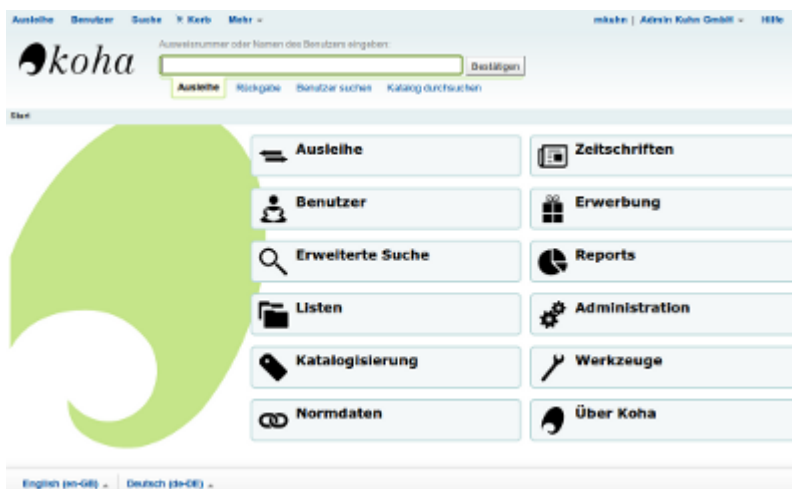 Ausleihe Benutzer Suche Korb Mehr
mkuhn | Admin Kuhn GmbH Hilfe
koha
Ausweisnummer oder Namen des Benutzers eingeben:
Bestätigen
Ausleihe Rückgabe Benutzer suchen Katalog durchsuchen
Start
Ausleihe
Zeitschriften
Benutzer
Erwerbung
Erweiterte Suche
Reports
Listen
Administration
Katalogisierung
Werkzeuge
Normdaten
Über Koha
English (en-GB) Deutsch (de-DE)